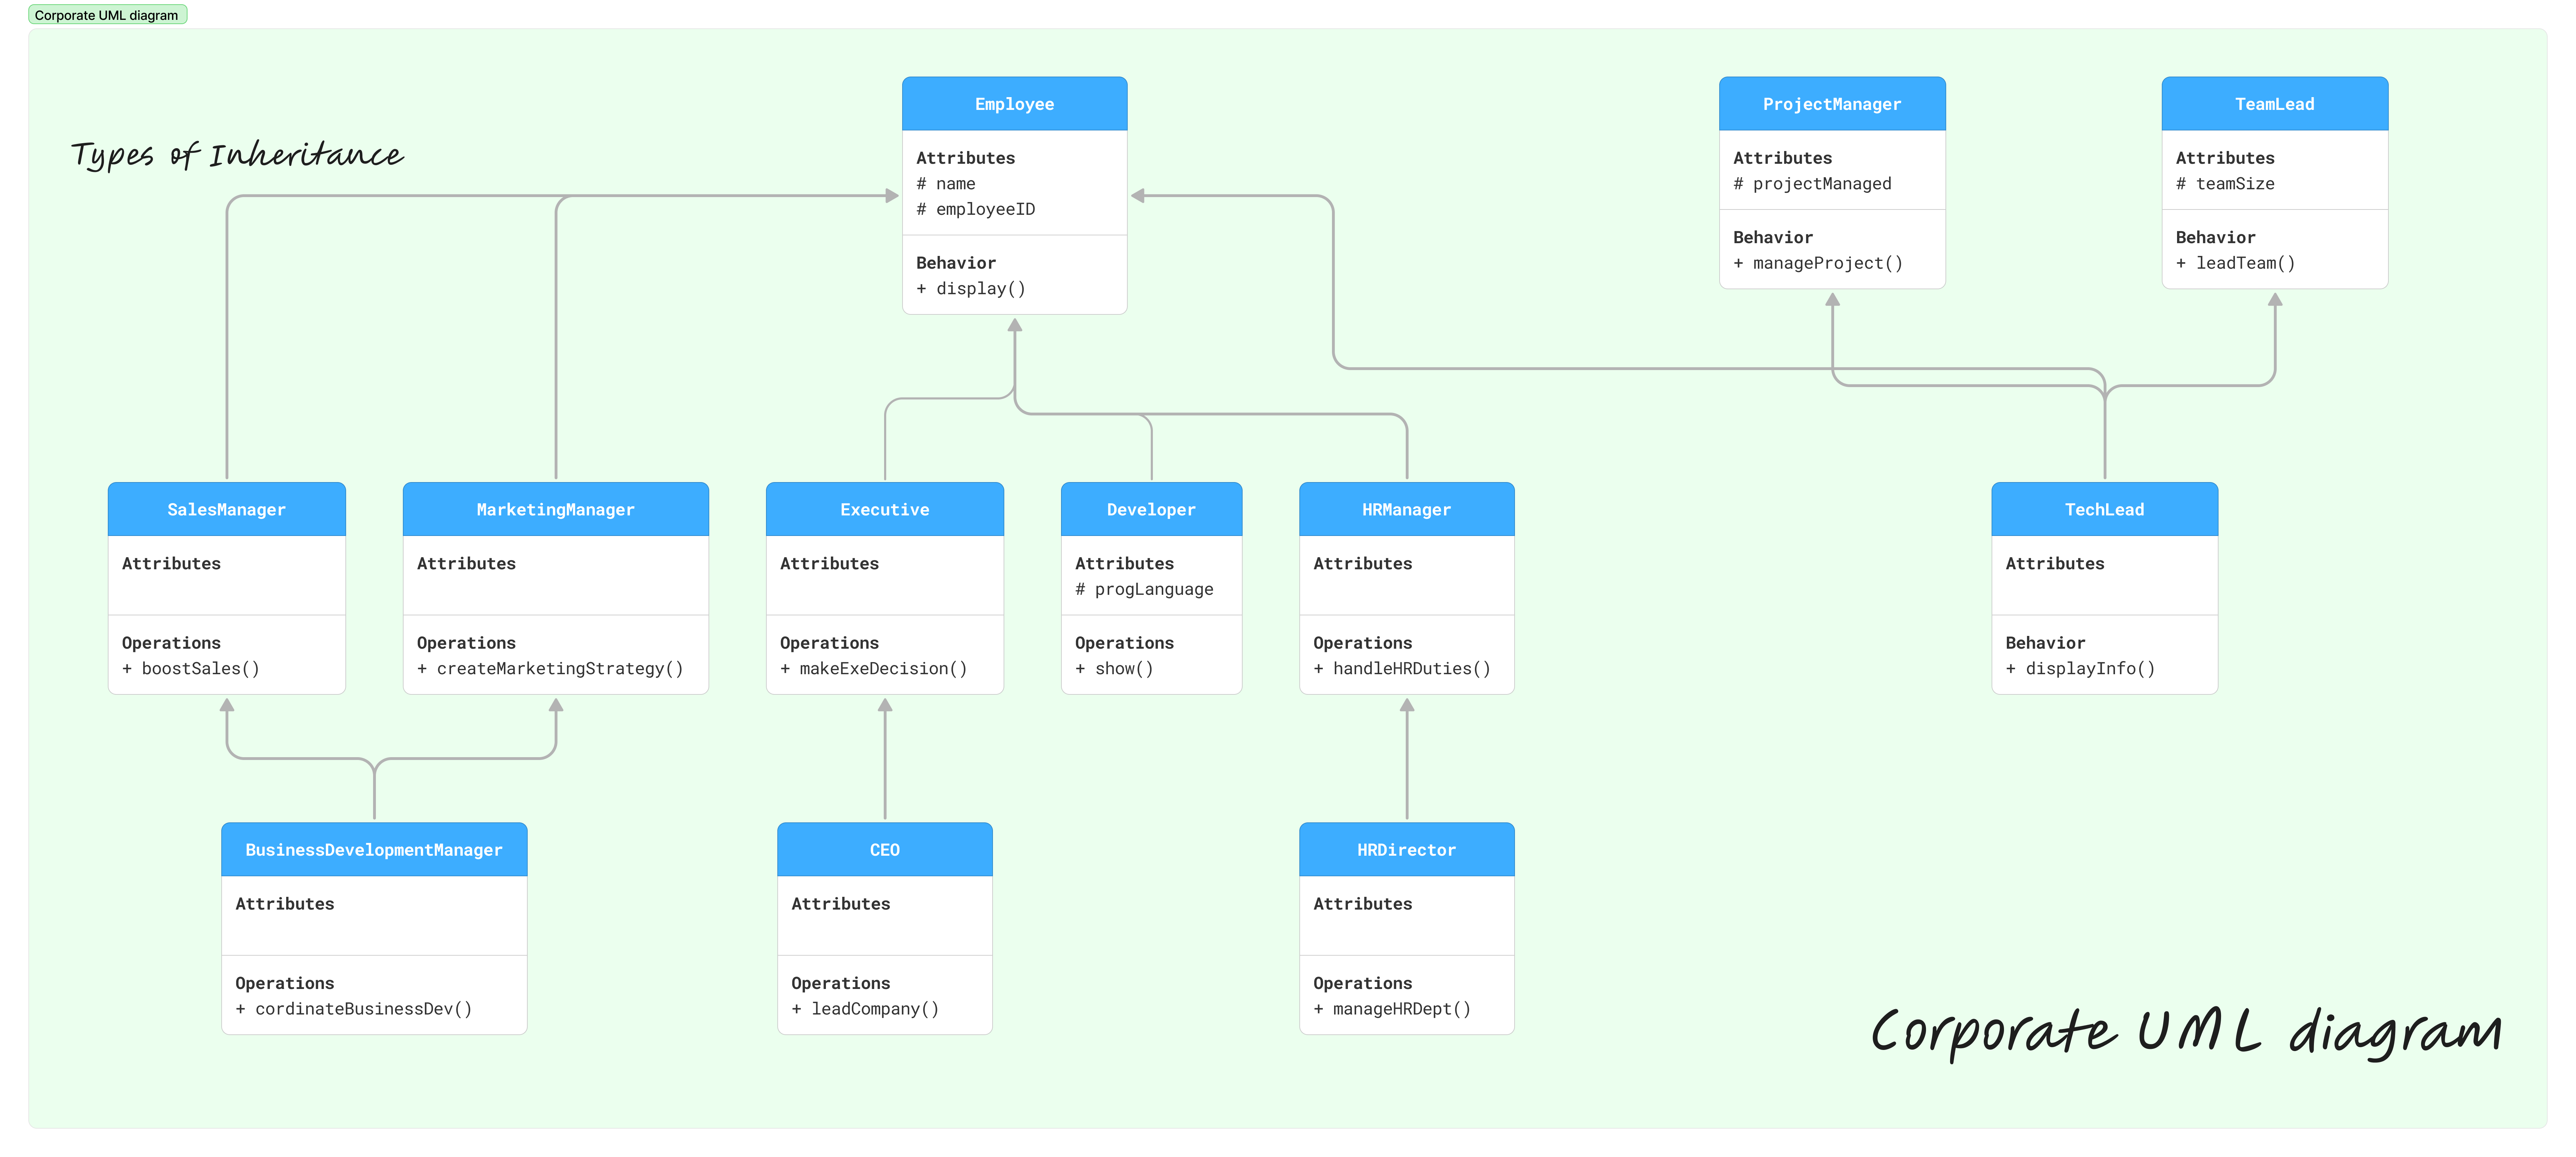 Corporate UML diagram
Types of Inheritance
Employee
Attributes
# name
# employeeID
Behavior
+ display()
ProjectManager
Attributes
# projectManaged
Behavior
+ manageProject()
TeamLead
Attributes
# teamSize
Behavior
+ leadTeam()
SalesManager
Attributes
Operations
+ boostSales()
MarketingManager
Attributes
Operations
+ createMarketingStrategy()
Executive
Attributes
Operations
+ makeExeDecision()
Developer
Attributes
# progLanguage
Operations
+ show()
HRManager
Attributes
Operations
+ handleHRDuties()
TechLead
Attributes
Behavior
+ displayInfo()
BusinessDevelopmentManager
Attributes
Operations
+ cordinateBusinessDev()
CEO
Attributes
Operations
+ leadCompany()
HRDirector
Attributes
Operations
+ manageHRDept()
Corporate UML diagram